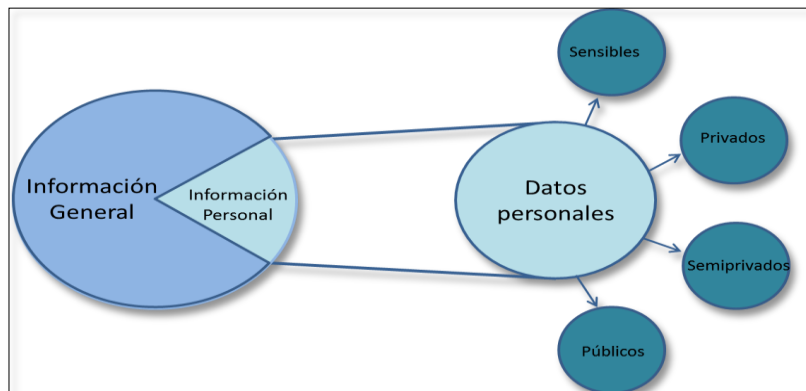 Información
General
Información
Personal
Datos
personales
Sensibles
Privados
Semiprivados
Públicos